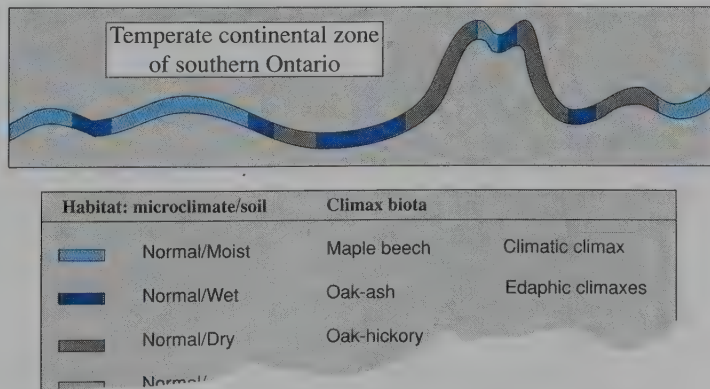 Temperate continental zone
of southern Ontario
Habitat: microclimate/soil Climax biota
Normal/Moist Maple beech Climatic climax
Normal/Wet Oak-ash Edaphic climaxes
Normal/Dry Oak-hickory
Normal/